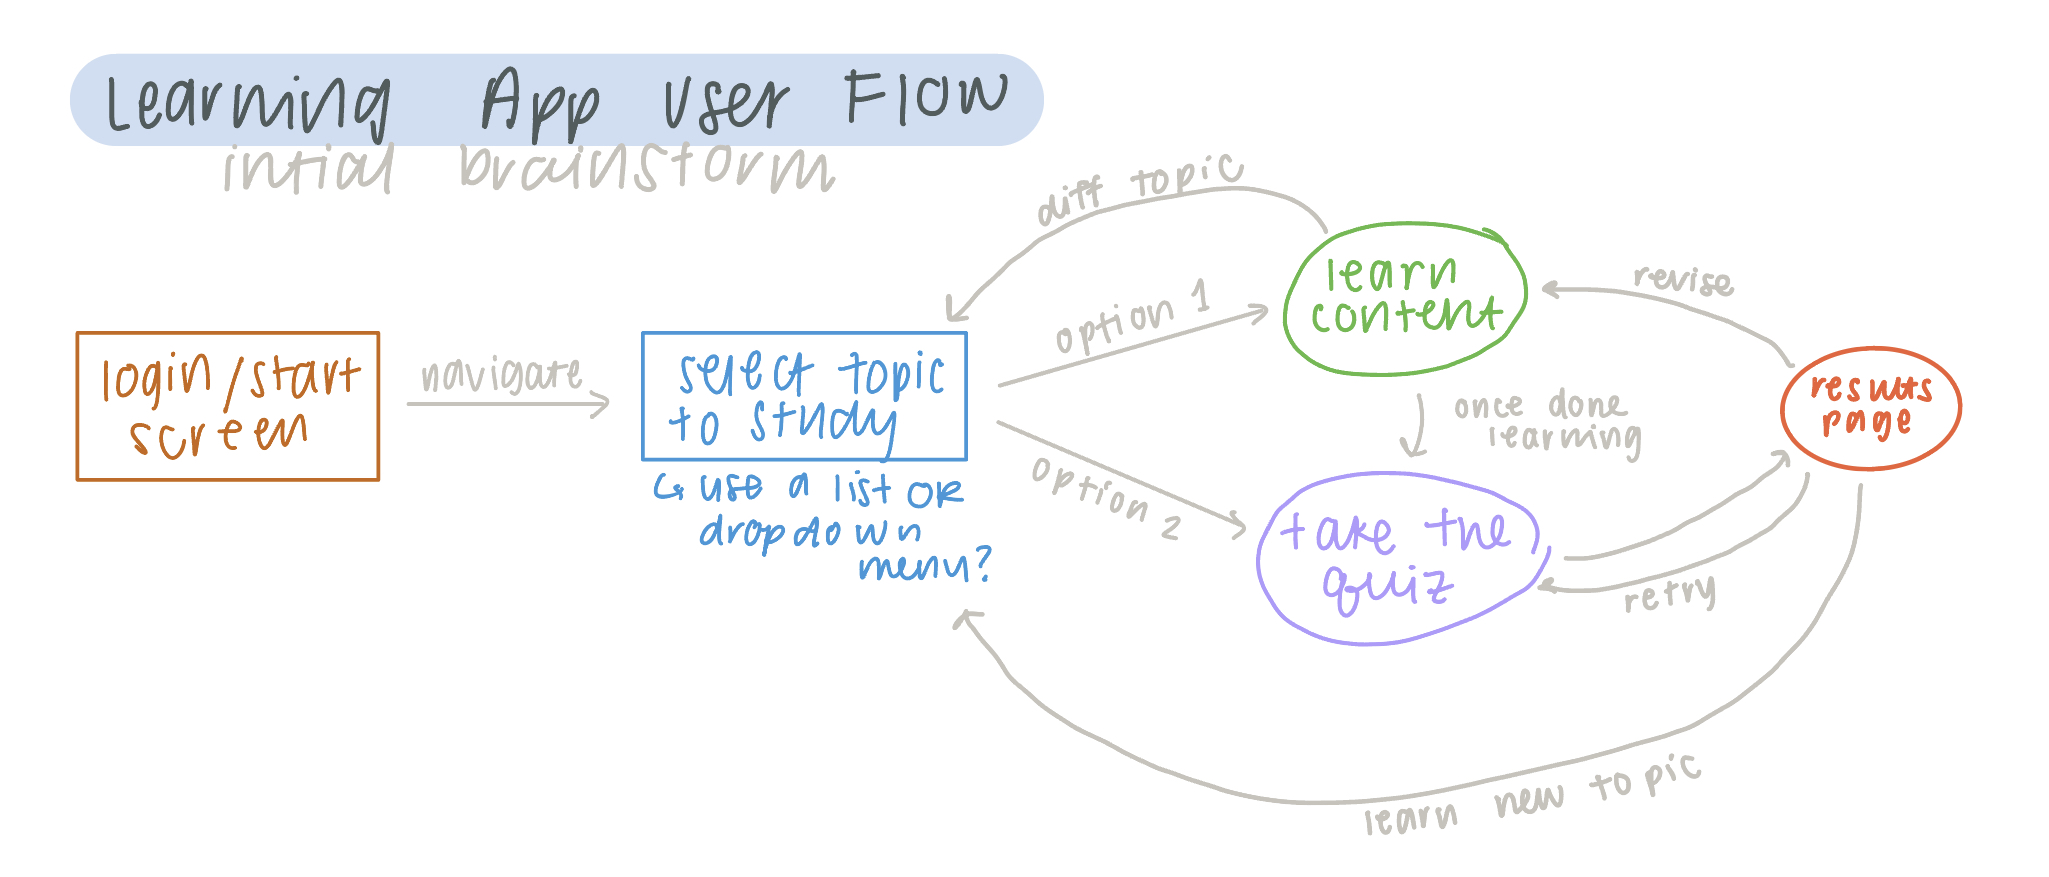 Learning App User Flow
intial brainstorm
diff topic
learn
content
option 1
revise
login/start
screen
navigate
select topic
to study
↳ use a list OR
dropdown
menu?
once done
learning
results
page
option 2
take the
quiz
retry
learn new topic